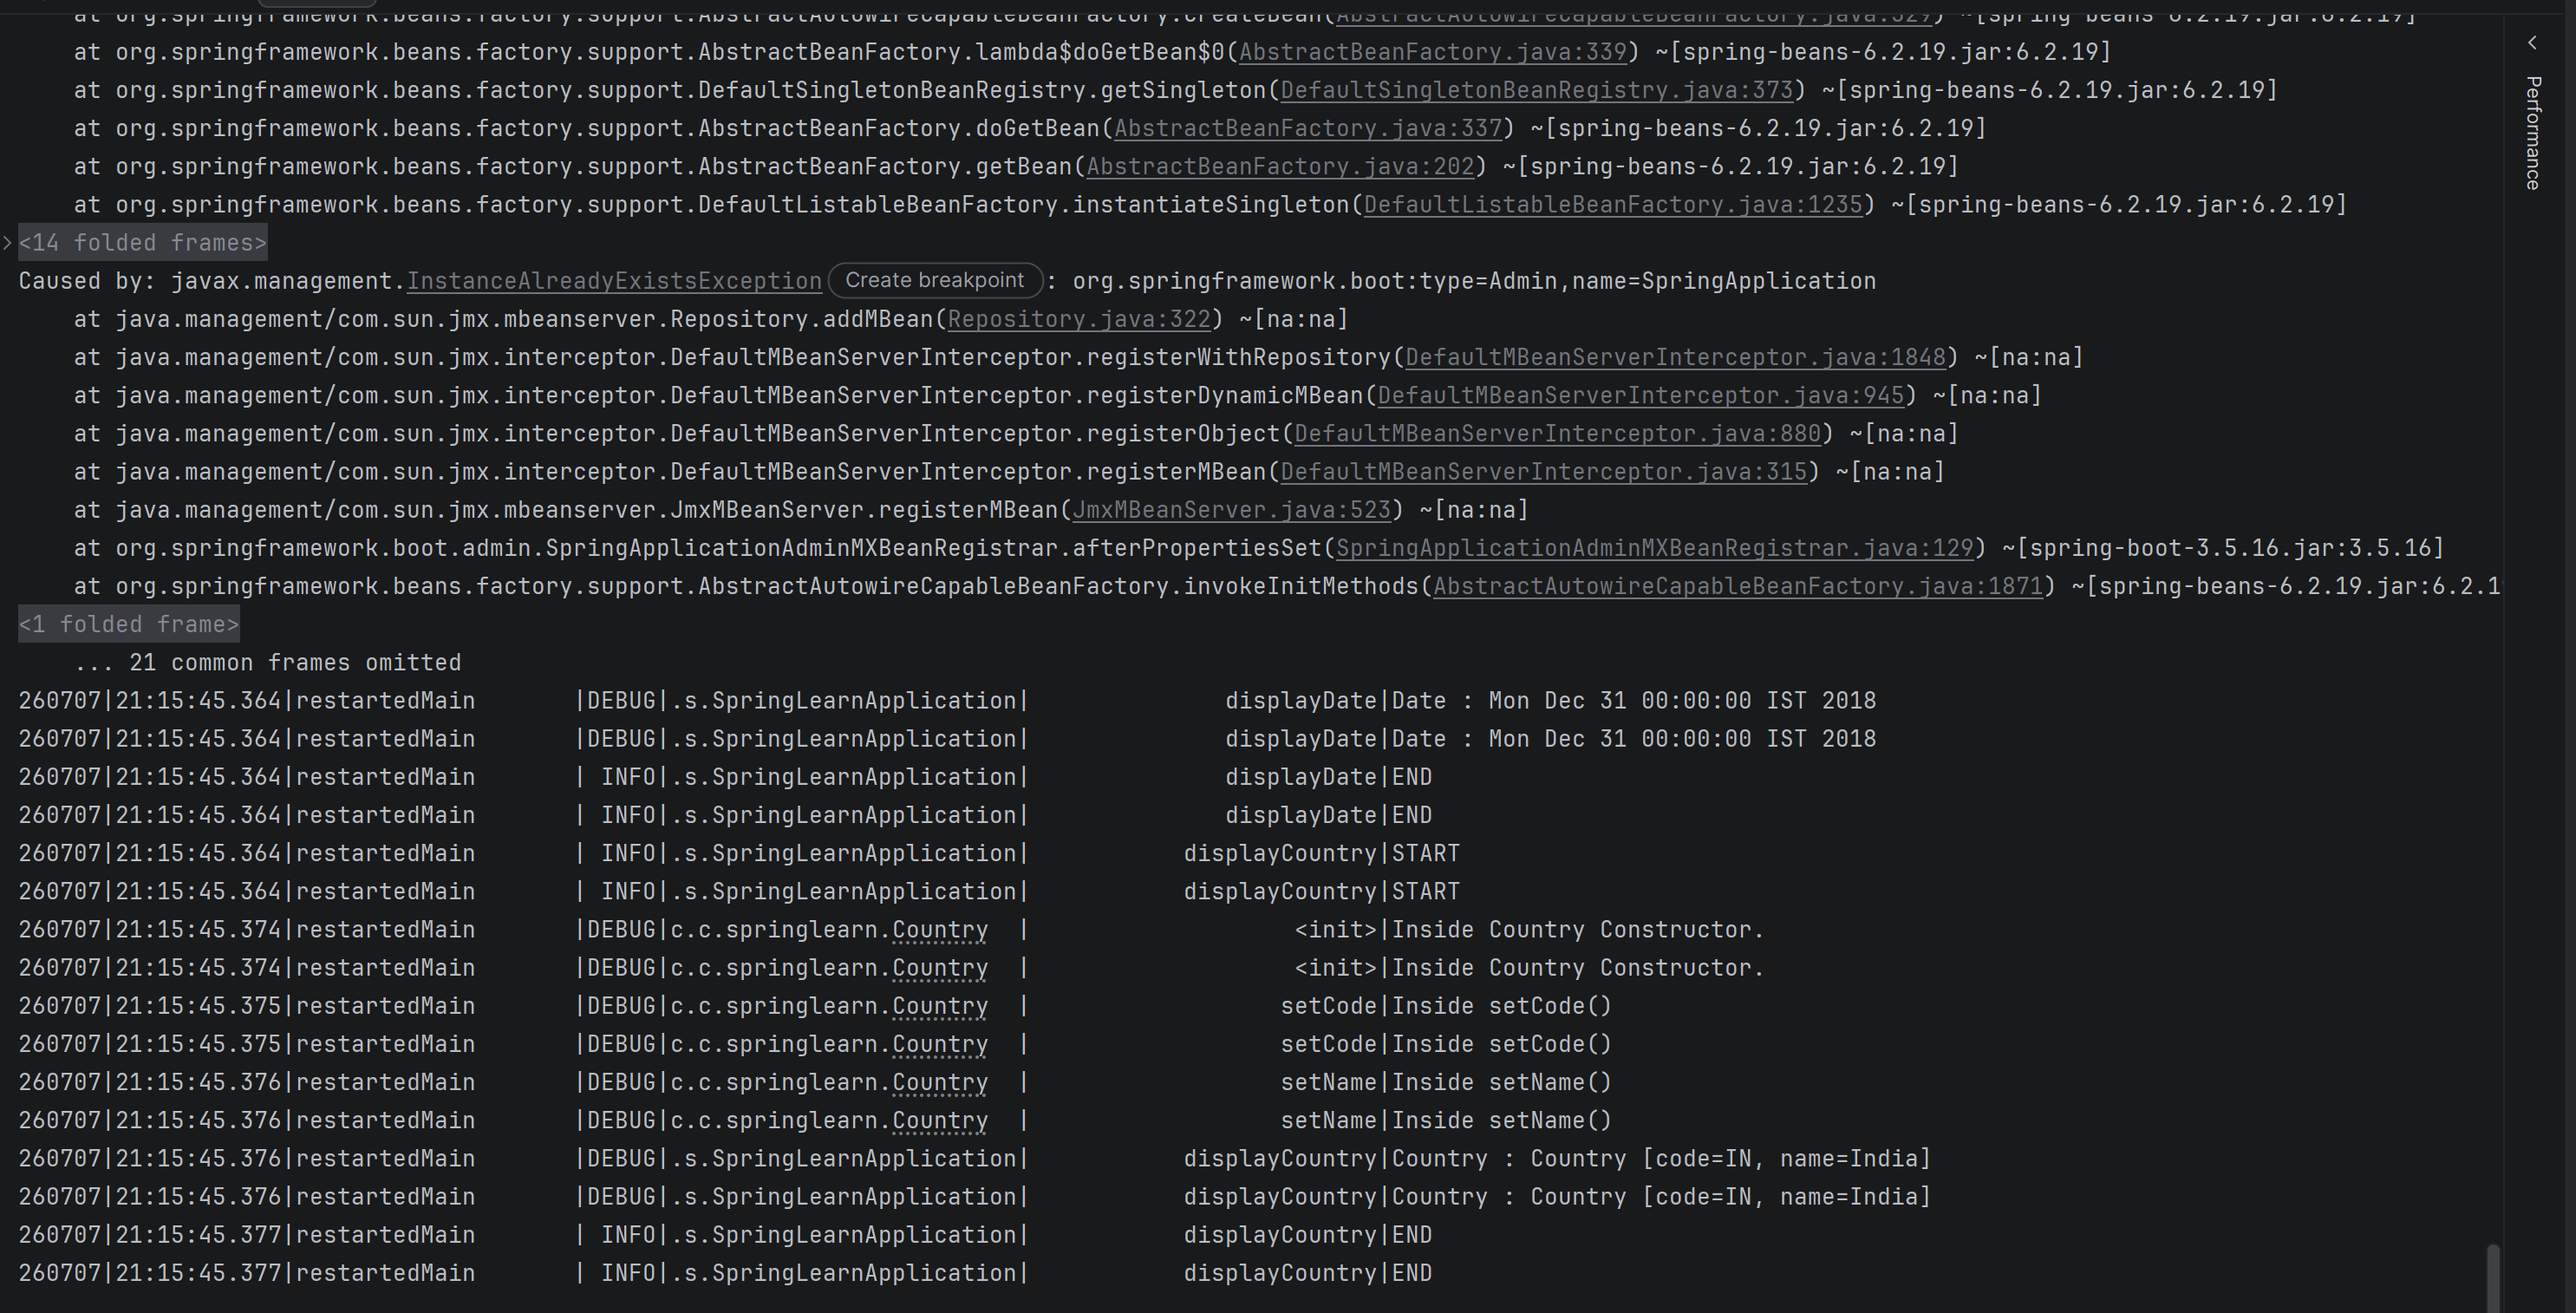 at org.springframework.beans.factory.support.AbstractAutowireCapableBeanFactory.createBean(AbstractAutowireCapableBeanFactory.java:529) ~[spring-beans-6.2.19.jar:6.2.19]
at org.springframework.beans.factory.support.AbstractBeanFactory.lambda$doGetBean$0(AbstractBeanFactory.java:339) ~[spring-beans-6.2.19.jar:6.2.19]
at org.springframework.beans.factory.support.DefaultSingletonBeanRegistry.getSingleton(DefaultSingletonBeanRegistry.java:373) ~[spring-beans-6.2.19.jar:6.2.19]
at org.springframework.beans.factory.support.AbstractBeanFactory.doGetBean(AbstractBeanFactory.java:337) ~[spring-beans-6.2.19.jar:6.2.19]
at org.springframework.beans.factory.support.AbstractBeanFactory.getBean(AbstractBeanFactory.java:202) ~[spring-beans-6.2.19.jar:6.2.19]
at org.springframework.beans.factory.support.DefaultListableBeanFactory.instantiateSingleton(DefaultListableBeanFactory.java:1235) ~[spring-beans-6.2.19.jar:6.2.19]
<14 folded frames>
Caused by: javax.management.InstanceAlreadyExistsException Create breakpoint : org.springframework.boot:type=Admin,name=SpringApplication
at java.management/com.sun.jmx.mbeanserver.Repository.addMBean(Repository.java:322) ~[na:na]
at java.management/com.sun.jmx.interceptor.DefaultMBeanServerInterceptor.registerWithRepository(DefaultMBeanServerInterceptor.java:1848) ~[na:na]
at java.management/com.sun.jmx.interceptor.DefaultMBeanServerInterceptor.registerDynamicMBean(DefaultMBeanServerInterceptor.java:945) ~[na:na]
at java.management/com.sun.jmx.interceptor.DefaultMBeanServerInterceptor.registerObject(DefaultMBeanServerInterceptor.java:880) ~[na:na]
at java.management/com.sun.jmx.interceptor.DefaultMBeanServerInterceptor.registerMBean(DefaultMBeanServerInterceptor.java:315) ~[na:na]
at java.management/com.sun.jmx.mbeanserver.JmxMBeanServer.registerMBean(JmxMBeanServer.java:523) ~[na:na]
at org.springframework.boot.admin.SpringApplicationAdminMXBeanRegistrar.afterPropertiesSet(SpringApplicationAdminMXBeanRegistrar.java:129) ~[spring-boot-3.5.16.jar:3.5.16]
at org.springframework.beans.factory.support.AbstractAutowireCapableBeanFactory.invokeInitMethods(AbstractAutowireCapableBeanFactory.java:1871) ~[spring-beans-6.2.19.jar:6.2.1
<1 folded frame>
... 21 common frames omitted
260707|21:15:45.364|restartedMain       |DEBUG|.s.SpringLearnApplication|              displayDate|Date : Mon Dec 31 00:00:00 IST 2018
260707|21:15:45.364|restartedMain       |DEBUG|.s.SpringLearnApplication|              displayDate|Date : Mon Dec 31 00:00:00 IST 2018
260707|21:15:45.364|restartedMain       | INFO|.s.SpringLearnApplication|              displayDate|END
260707|21:15:45.364|restartedMain       | INFO|.s.SpringLearnApplication|              displayDate|END
260707|21:15:45.364|restartedMain       | INFO|.s.SpringLearnApplication|           displayCountry|START
260707|21:15:45.364|restartedMain       | INFO|.s.SpringLearnApplication|           displayCountry|START
260707|21:15:45.374|restartedMain       |DEBUG|c.c.springlearn.Country  |                   <init>|Inside Country Constructor.
260707|21:15:45.374|restartedMain       |DEBUG|c.c.springlearn.Country  |                   <init>|Inside Country Constructor.
260707|21:15:45.375|restartedMain       |DEBUG|c.c.springlearn.Country  |                  setCode|Inside setCode()
260707|21:15:45.375|restartedMain       |DEBUG|c.c.springlearn.Country  |                  setCode|Inside setCode()
260707|21:15:45.376|restartedMain       |DEBUG|c.c.springlearn.Country  |                  setName|Inside setName()
260707|21:15:45.376|restartedMain       |DEBUG|c.c.springlearn.Country  |                  setName|Inside setName()
260707|21:15:45.376|restartedMain       |DEBUG|.s.SpringLearnApplication|           displayCountry|Country : Country [code=IN, name=India]
260707|21:15:45.376|restartedMain       |DEBUG|.s.SpringLearnApplication|           displayCountry|Country : Country [code=IN, name=India]
260707|21:15:45.377|restartedMain       | INFO|.s.SpringLearnApplication|           displayCountry|END
260707|21:15:45.377|restartedMain       | INFO|.s.SpringLearnApplication|           displayCountry|END
Performance